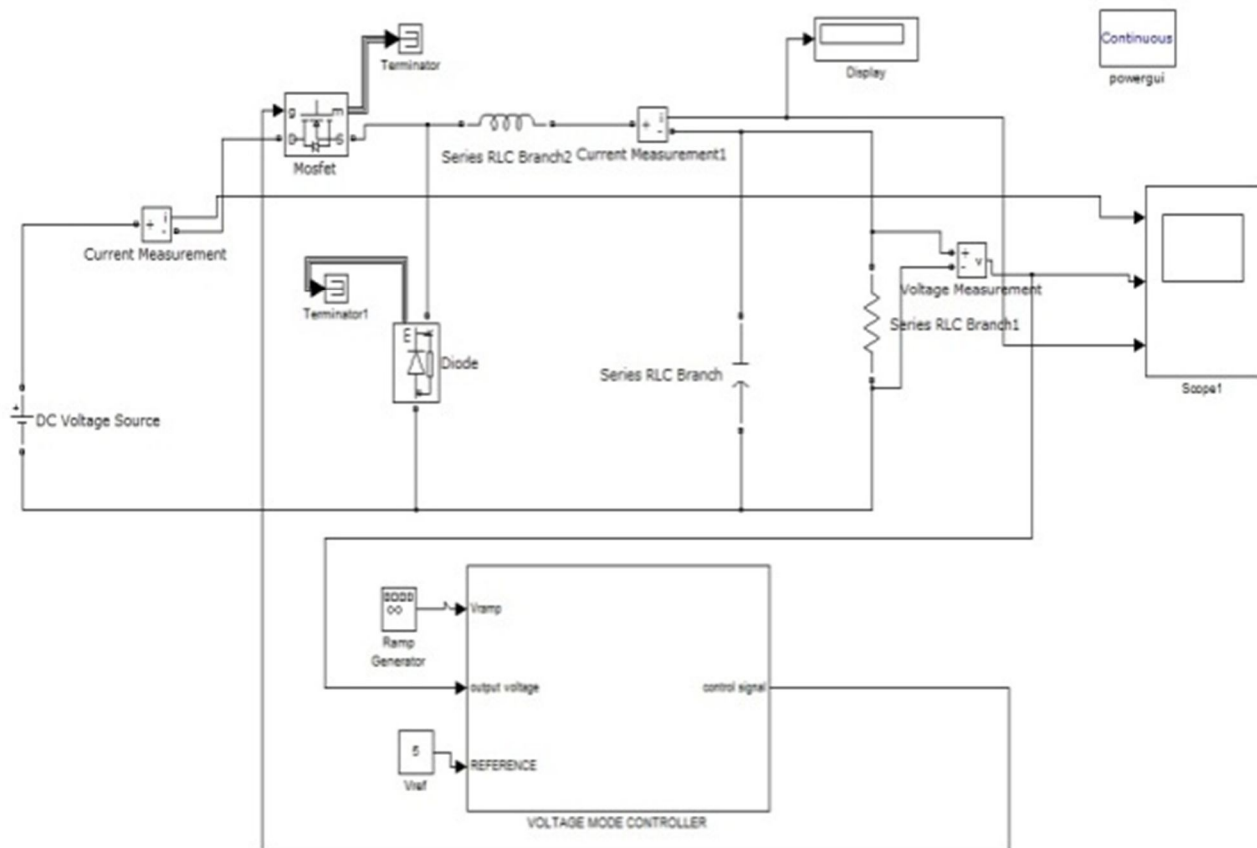 Continuous
powergui
Display
Terminator
g
m
D
S
Mosfet
Series RLC Branch2
+
i
-
Current Measurement1
+
i
-
Current Measurement
+
v
-
Voltage Measurement
Series RLC Branch1
Terminator1
Diode
Series RLC Branch
Scope1
+
DC Voltage Source
Vramp
Ramp
Generator
output voltage
control signal
5
Vref
REFERENCE
VOLTAGE MODE CONTROLLER